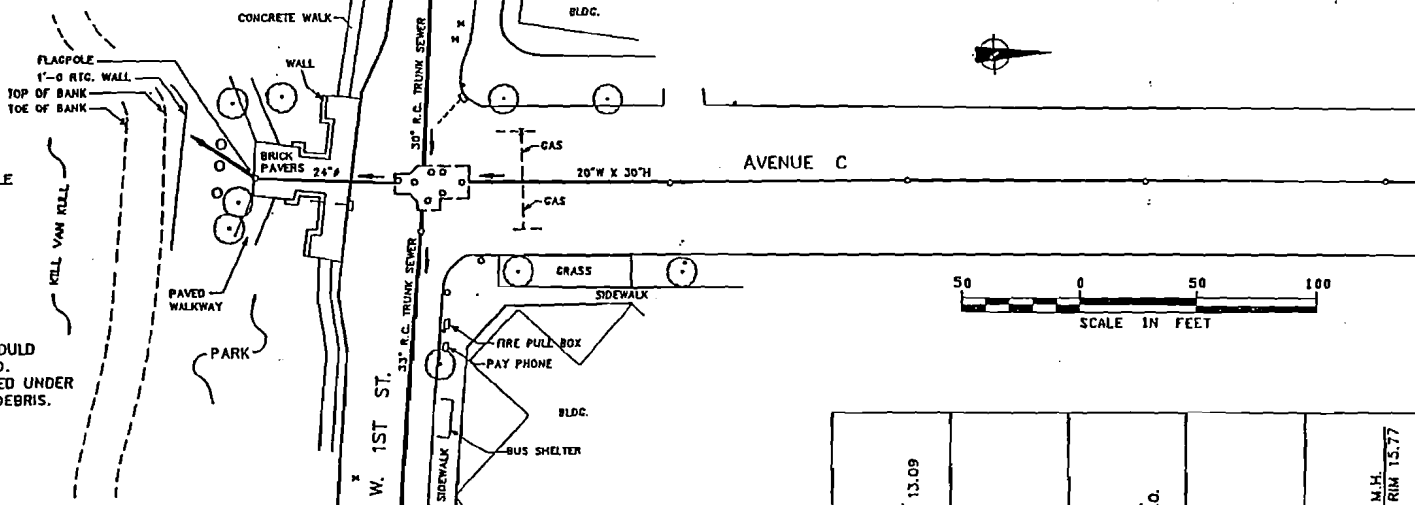 CONCRETE WALK
BLDG.
FLAGPOLE
1'-0 RTG. WALL
TOP OF BANK
TOE OF BANK
WALL
30" R.C. TRUNK SEWER
GAS
BRICK
PAVERS
24"ø
20"W X 30"H
AVENUE C
GAS
KILL VAN KULL
PAVED
WALKWAY
GRASS
SIDEWALK
33" R.C. TRUNK SEWER
50 0 50 100
SCALE IN FEET
PARK
FIRE PULL BOX
PAY PHONE
OULD
D.
ED UNDER
DEBRIS.
W. 1ST ST.
BLDG.
BUS SHELTER
SIDEWALK
13.09
O.
M.H.
RIM 15.77